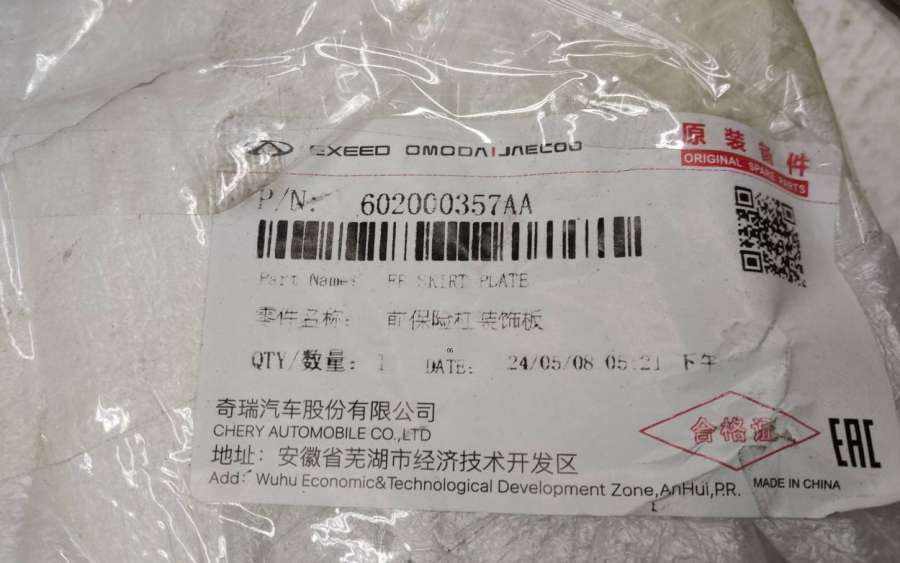 EXEED OMODA|JAECOO
原装备件
ORIGINAL SPARE PARTS
P/N: 602000357AA
Part Name: FR SKIRT PLATE
零件名称: 前保险杠装饰板
QTY/数量: 1 DATE: 24/05/08 05:21 下午
奇瑞汽车股份有限公司
CHERY AUTOMOBILE CO.,LTD
地址: 安徽省芜湖市经济技术开发区
Add: Wuhu Economic&Technological Development Zone,AnHui,P.R.
合格证
EAC
MADE IN CHINA